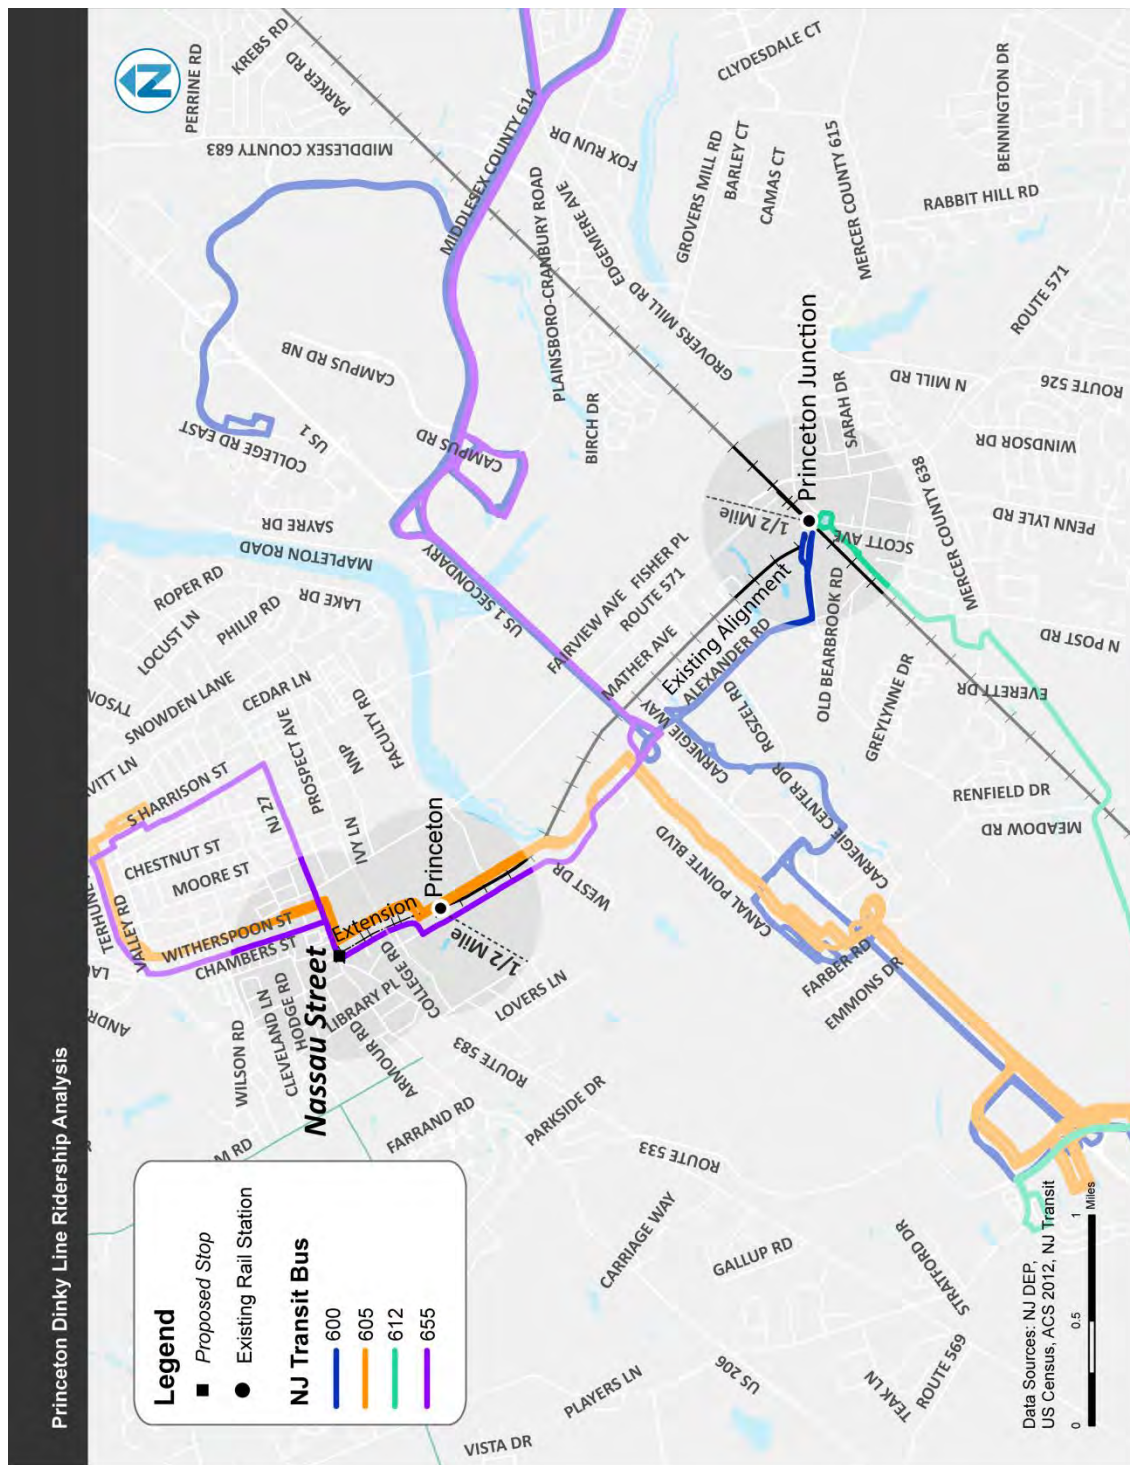 Princeton Dinky Line Ridership Analysis
N
PERRINE RD
KREBS RD
PARKER RD
MIDDLESEX COUNTY 683
MIDDLESEX COUNTY 614
FOX RUN DR
CLYDESDALE CT
BENNINGTON DR
GROVERS MILL RD
BARLEY CT
CAMAS CT
MERCER COUNTY 615
RABBIT HILL RD
ROUTE 571
EDGEMERE AVE
PLAINSBORO-CRANBURY ROAD
GROVERS MILL RD
CAMPUS RD NB
US 1
COLLEGE RD EAST
CAMPUS RD
BIRCH DR
N MILL RD
ROUTE 526
SARAH DR
WINDSOR DR
Princeton Junction
1/2 Mile
MERCER COUNTY 638
PENN LYLE RD
SCOTT AVE
SAYRE DR
MAPLETON ROAD
US 1 SECONDARY
FISHER PL
FAIRVIEW AVE
ROUTE 571
MATHER AVE
Existing Alignment
ALEXANDER RD
OLD BEARBROOK RD
N POST RD
ROPER RD
LOCUST LN
PHILIP RD
LAKE DR
TYSON
SNOWDEN LANE
CEDAR LN
PROSPECT AVE
NNP
FACULTY RD
VITT LN
S HARRISON ST
NJ 27
IVY LN
CARNEGIE WAY
ROSZEL RD
GREYLYNNE DR
EVERETT DR
CARNEGIE CENTER DR
CARNEGIE
RENFIELD DR
MEADOW RD
CHESTNUT ST
MOORE ST
TERHUNE
VALLEY RD
WITHERSPOON ST
CHAMBERS ST
Extension
Princeton
1/2 Mile
WEST DR
CANAL POINTE BLVD
CANAL
FARBER RD
EMMONS DR
Nassau Street
HODGE RD
CLEVELAND LN
WILSON RD
LIBRARY PL
COLLEGE RD
LOVERS LN
ARMOUR RD
ROUTE 583
ANDR
LA
M RD
FARRAND RD
PARKSIDE DR
ROUTE 533
CARRIAGE WAY
GALLUP RD
STRATFORD DR
PLAYERS LN
US 206
TEAK LN
ROUTE 569
VISTA DR
Legend
Proposed Stop
Existing Rail Station
NJ Transit Bus
600
605
612
655
Data Sources: NJ DEP,
US Census, ACS 2012, NJ Transit
0 0.5 1
Miles